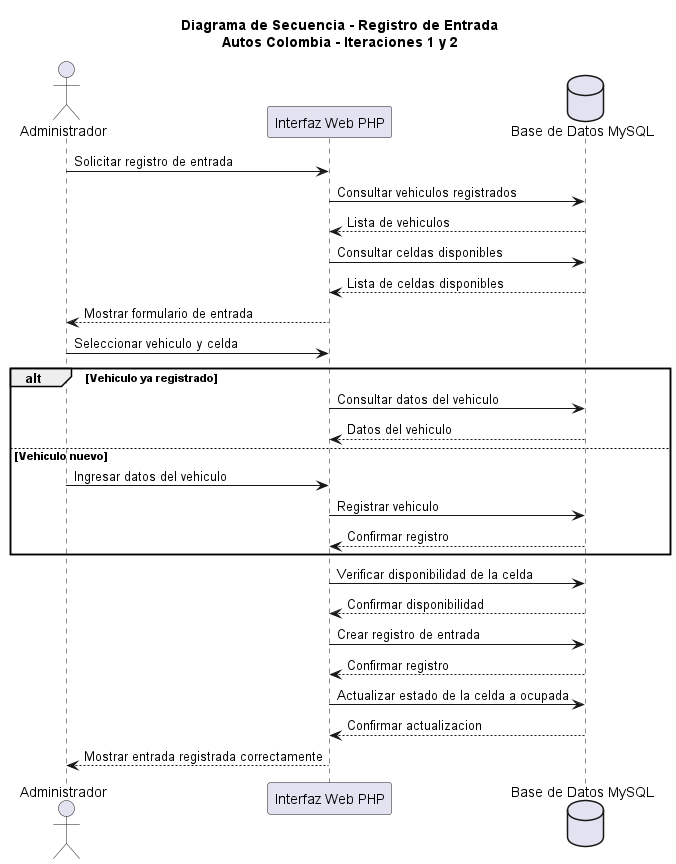 Diagrama de Secuencia - Registro de Entrada
Autos Colombia - Iteraciones 1 y 2
Administrador
Interfaz Web PHP
Base de Datos MySQL
Solicitar registro de entrada
Consultar vehiculos registrados
Lista de vehiculos
Consultar celdas disponibles
Lista de celdas disponibles
Mostrar formulario de entrada
Seleccionar vehiculo y celda
alt
[Vehiculo ya registrado]
Consultar datos del vehiculo
Datos del vehiculo
[Vehiculo nuevo]
Ingresar datos del vehiculo
Registrar vehiculo
Confirmar registro
Verificar disponibilidad de la celda
Confirmar disponibilidad
Crear registro de entrada
Confirmar registro
Actualizar estado de la celda a ocupada
Confirmar actualizacion
Mostrar entrada registrada correctamente
Administrador
Interfaz Web PHP
Base de Datos MySQL